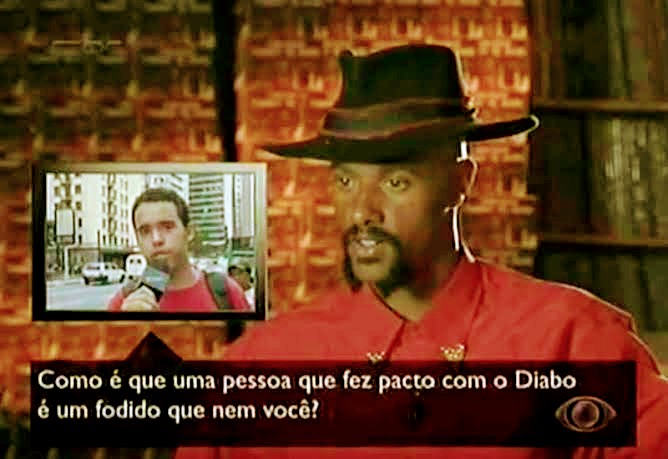 Como é que uma pessoa que fez pacto com o Diabo
é um fodido que nem você?